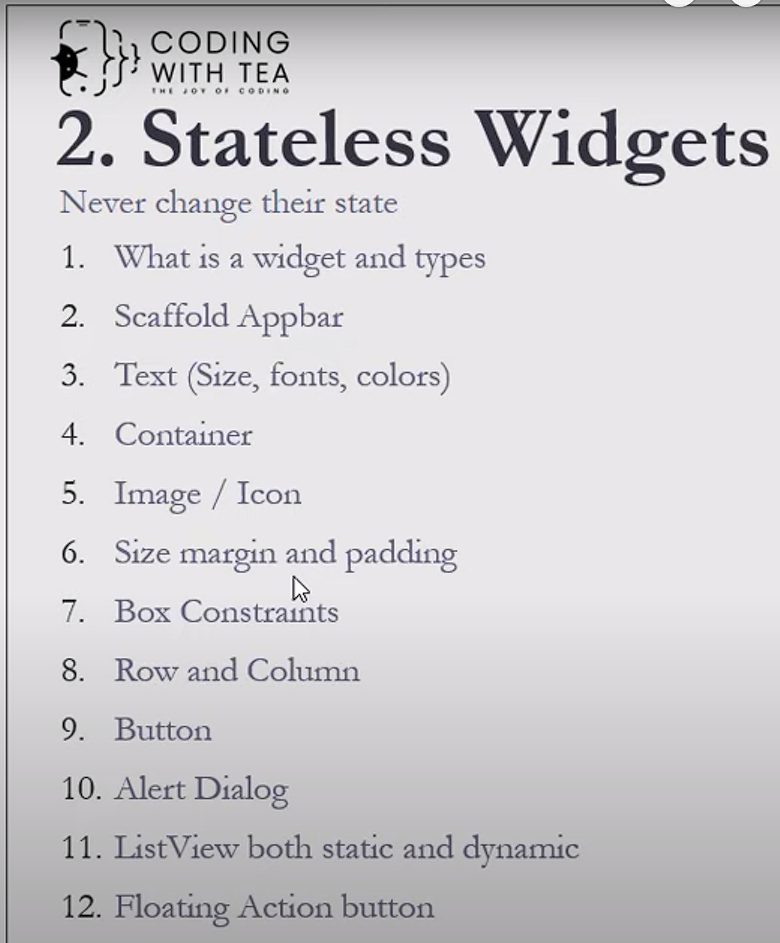 CODING
WITH TEA
THE JOY OF CODING
2. Stateless Widgets
Never change their state
1. What is a widget and types
2. Scaffold Appbar
3. Text (Size, fonts, colors)
4. Container
5. Image / Icon
6. Size margin and padding
7. Box Constraints
8. Row and Column
9. Button
10. Alert Dialog
11. ListView both static and dynamic
12. Floating Action button